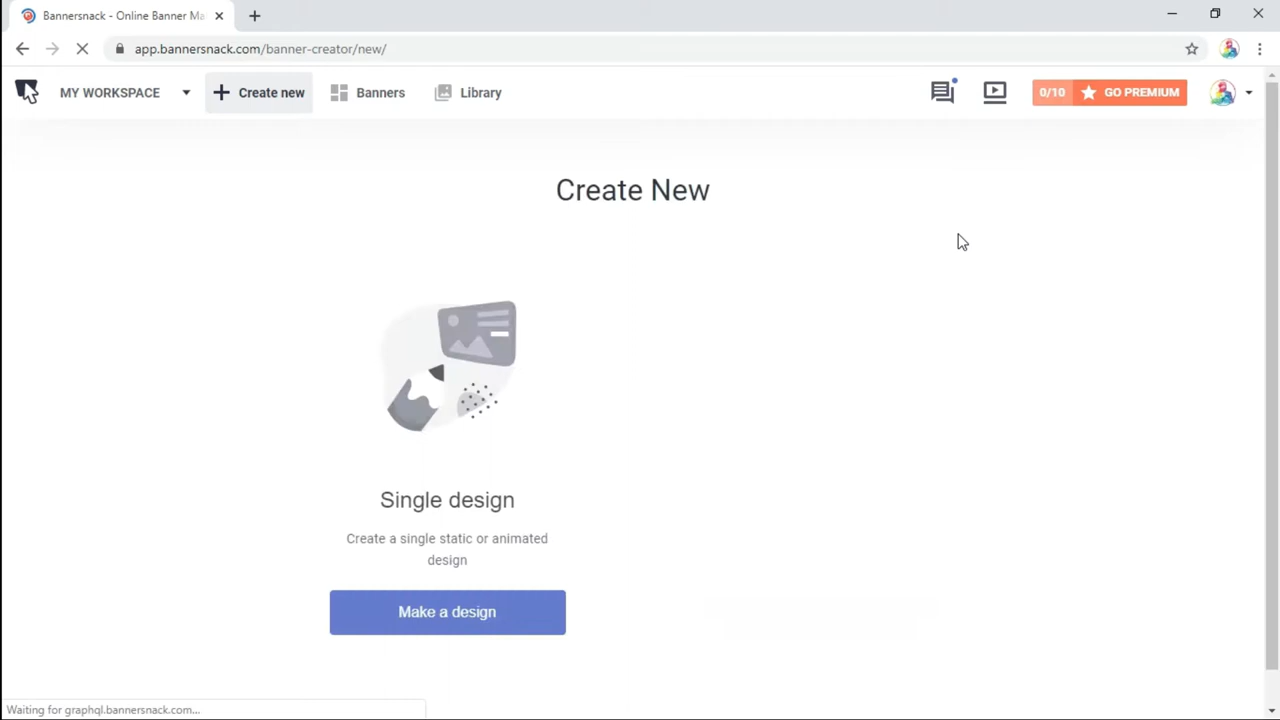 Bannersnack - Online Banner Ma
app.bannersnack.com/banner-creator/new/
MY WORKSPACE
Create new
Banners
Library
0/10
GO PREMIUM
Create New
Single design
Create a single static or animated
design
Make a design
Waiting for graphql.bannersnack.com...